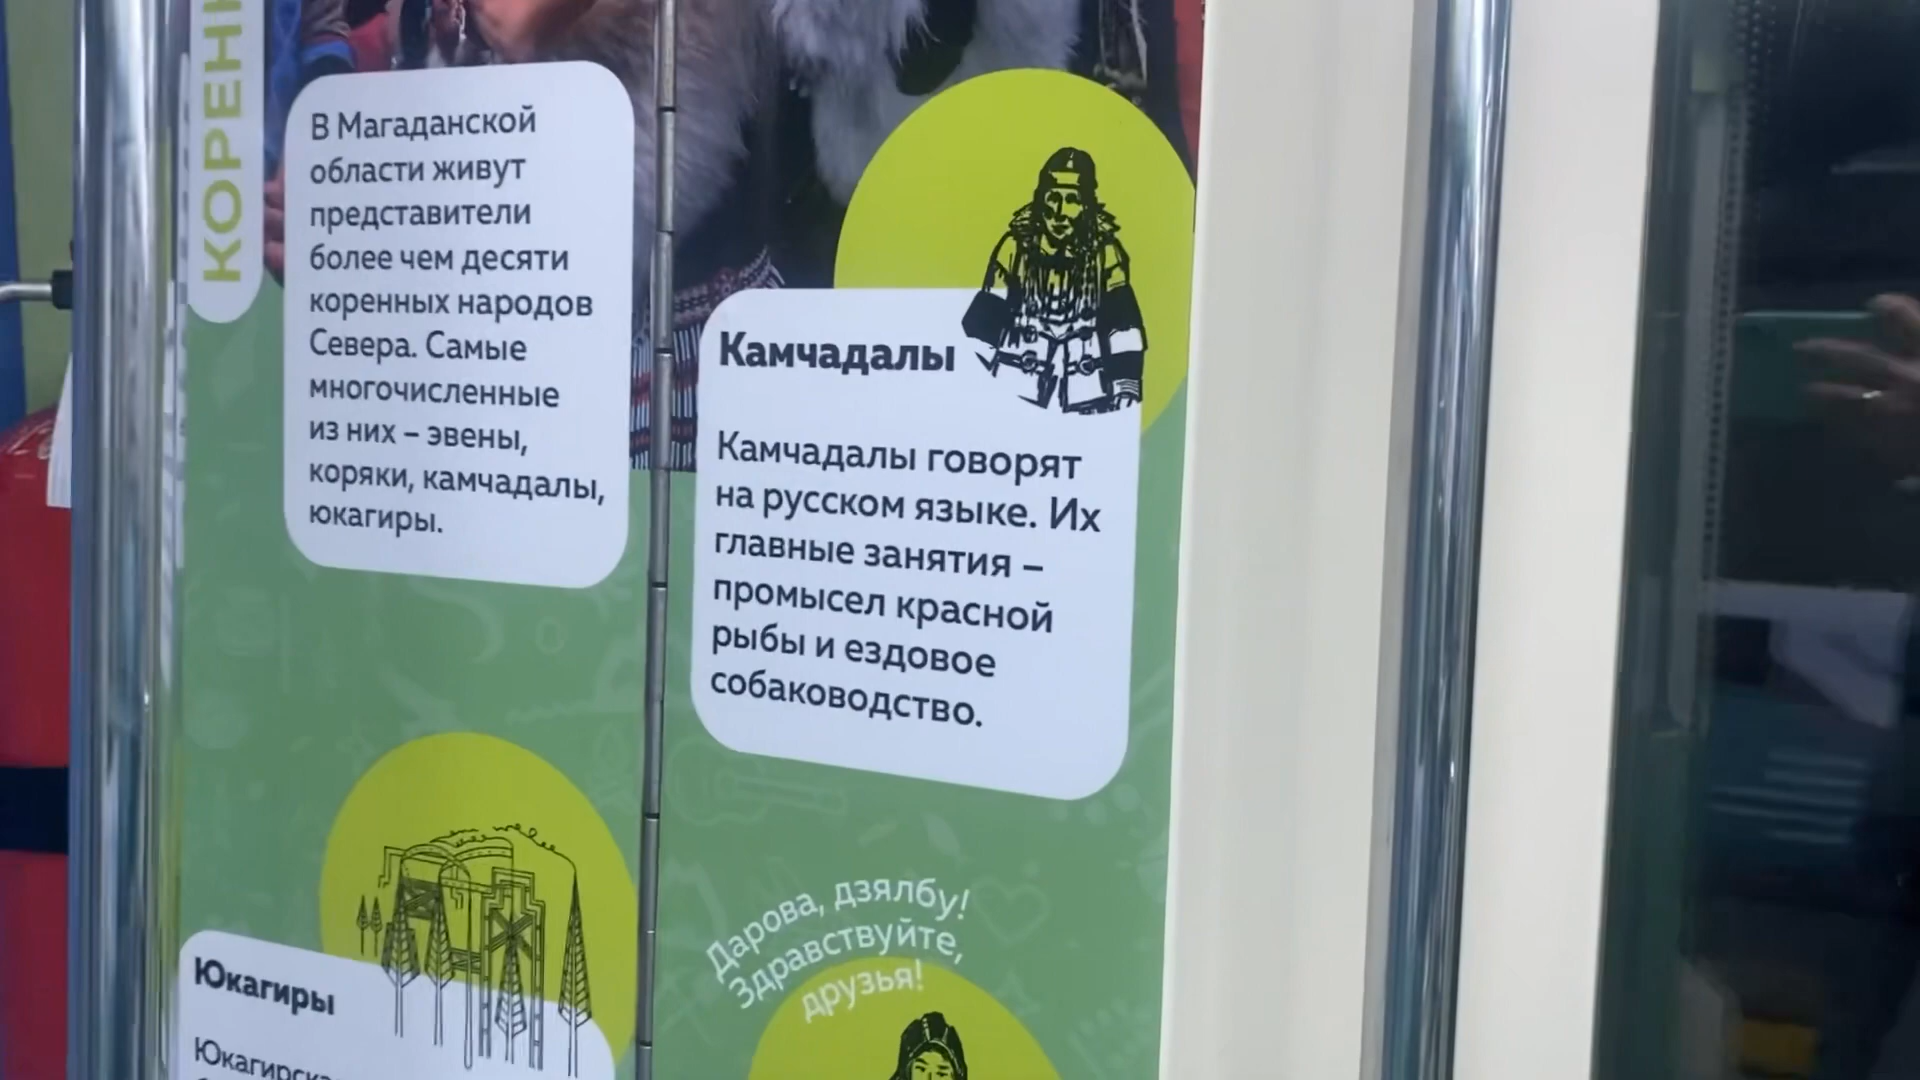 В Магаданской
области живут
представители
более чем десяти
коренных народов
Севера. Самые
многочисленные
из них – эвены,
коряки, камчадалы,
юкагиры.
Камчадалы
Камчадалы говорят
на русском языке. Их
главные занятия –
промысел красной
рыбы и ездовое
собаководство.
Дарова, дзялбу!
Здравствуйте,
друзья!
Юкагиры